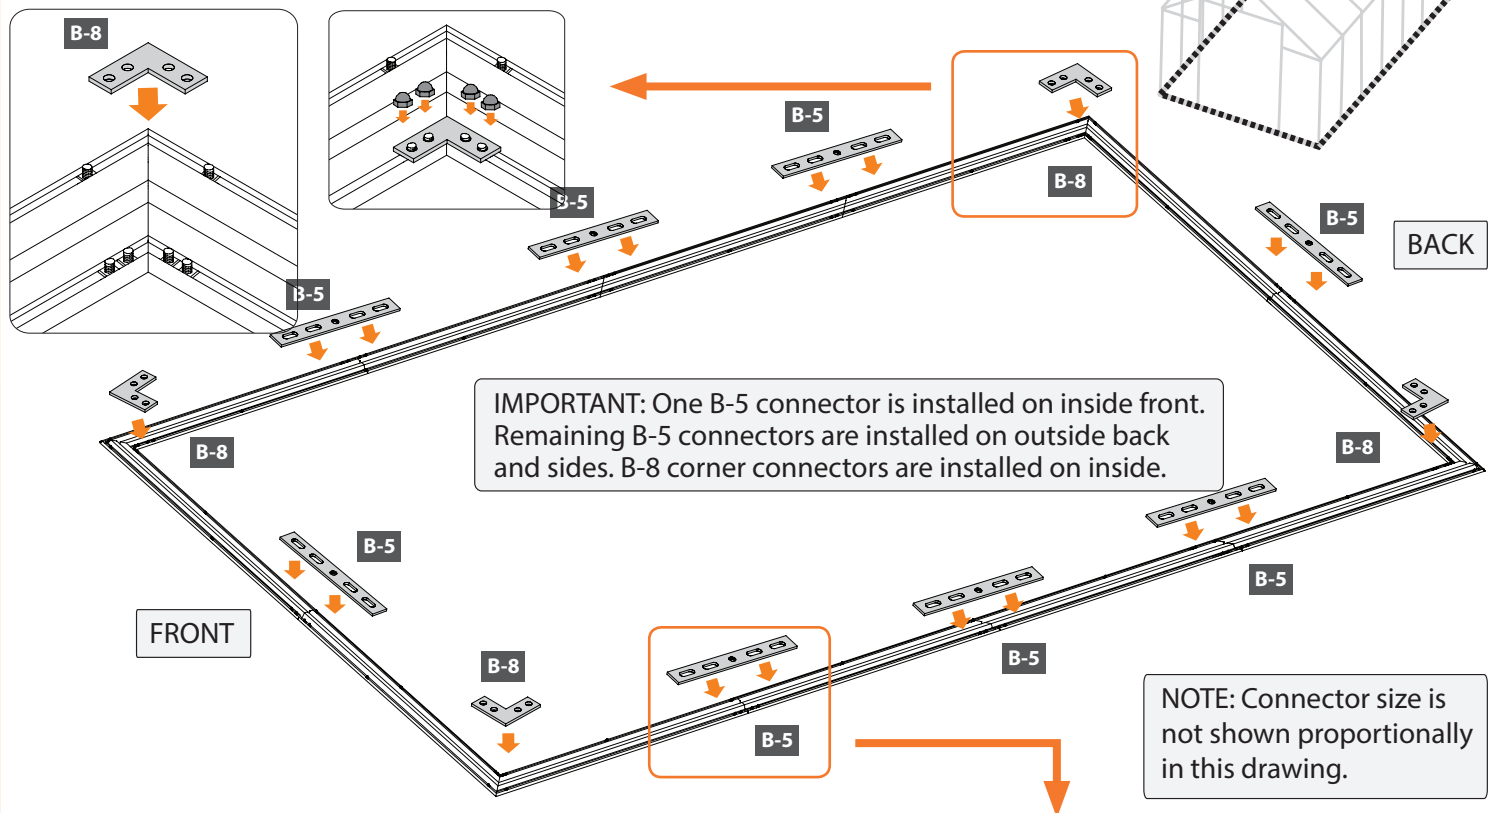 B-8
B-5
B-5
B-8
B-5
BACK
B-5
IMPORTANT: One B-5 connector is installed on inside front.
Remaining B-5 connectors are installed on outside back
and sides. B-8 corner connectors are installed on inside.
B-8
B-8
B-5
B-5
FRONT
B-5
B-8
B-5
NOTE: Connector size is
not shown proportionally
in this drawing.